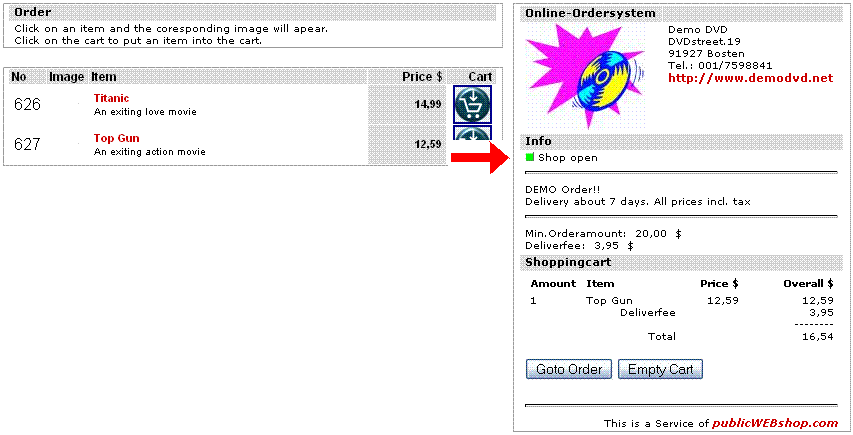 Order
Click on an item and the coresponding image will apear.
Click on the cart to put an item into the cart.
No Image Item Price $ Cart
626 Titanic 14,99
An exiting love movie
627 Top Gun 12,59
An exiting action movie
Online-Ordersystem
Demo DVD
DVDstreet.19
91927 Bosten
Tel.: 001/7598841
http://www.demodvd.net
Info
Shop open
DEMO Order!!
Delivery about 7 days. All prices incl. tax
Min.Orderamount: 20,00 $
Deliverfee: 3,95 $
Shoppingcart
Amount Item Price $ Overall $
1 Top Gun 12,59 12,59
Deliverfee 3,95
--------
Total 16,54
Goto Order Empty Cart
This is a Service of publicWEBshop.com